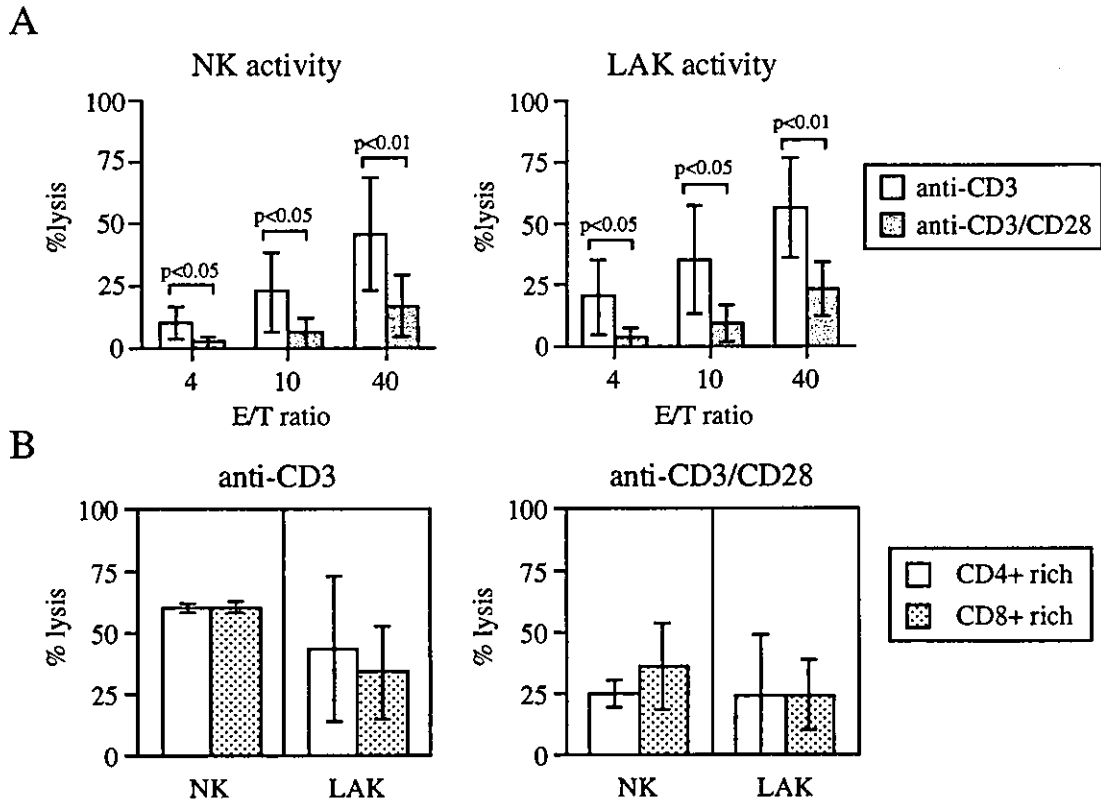 A
NK activity
LAK activity
100
75
50
25
0
%lysis
p<0.05
p<0.05
p<0.01
4
10
40
E/T ratio
100
75
50
25
0
%lysis
p<0.05
p<0.05
p<0.01
4
10
40
E/T ratio
anti-CD3
anti-CD3/CD28
B
anti-CD3
anti-CD3/CD28
100
75
50
25
0
% lysis
NK
LAK
100
75
50
25
0
% lysis
NK
LAK
CD4+ rich
CD8+ rich